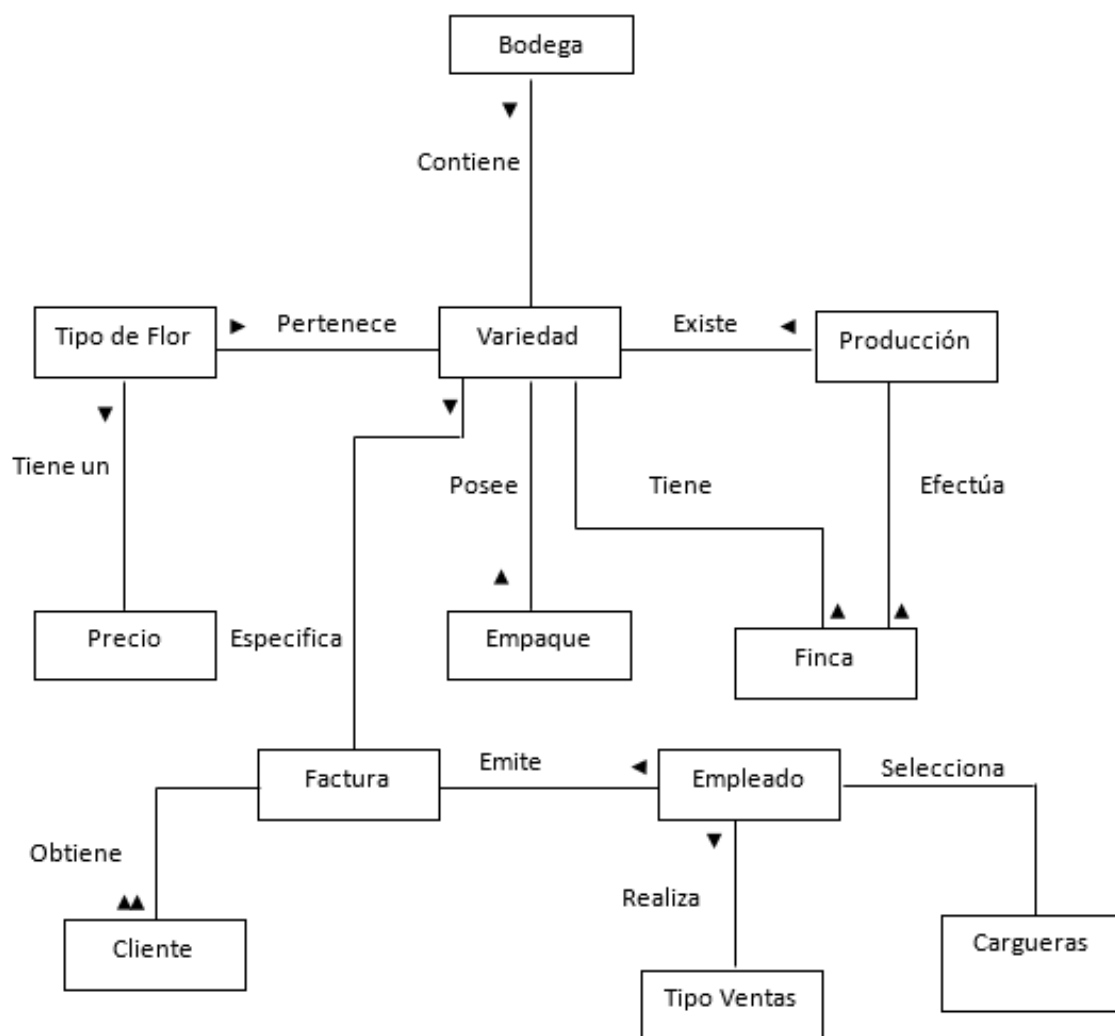 Bodega
Contiene
Tipo de Flor
Pertenece
Variedad
Existe
Producción
Tiene un
Posee
Tiene
Efectúa
Precio
Especifica
Empaque
Finca
Factura
Emite
Empleado
Selecciona
Obtiene
Realiza
Cliente
Cargueras
Tipo Ventas